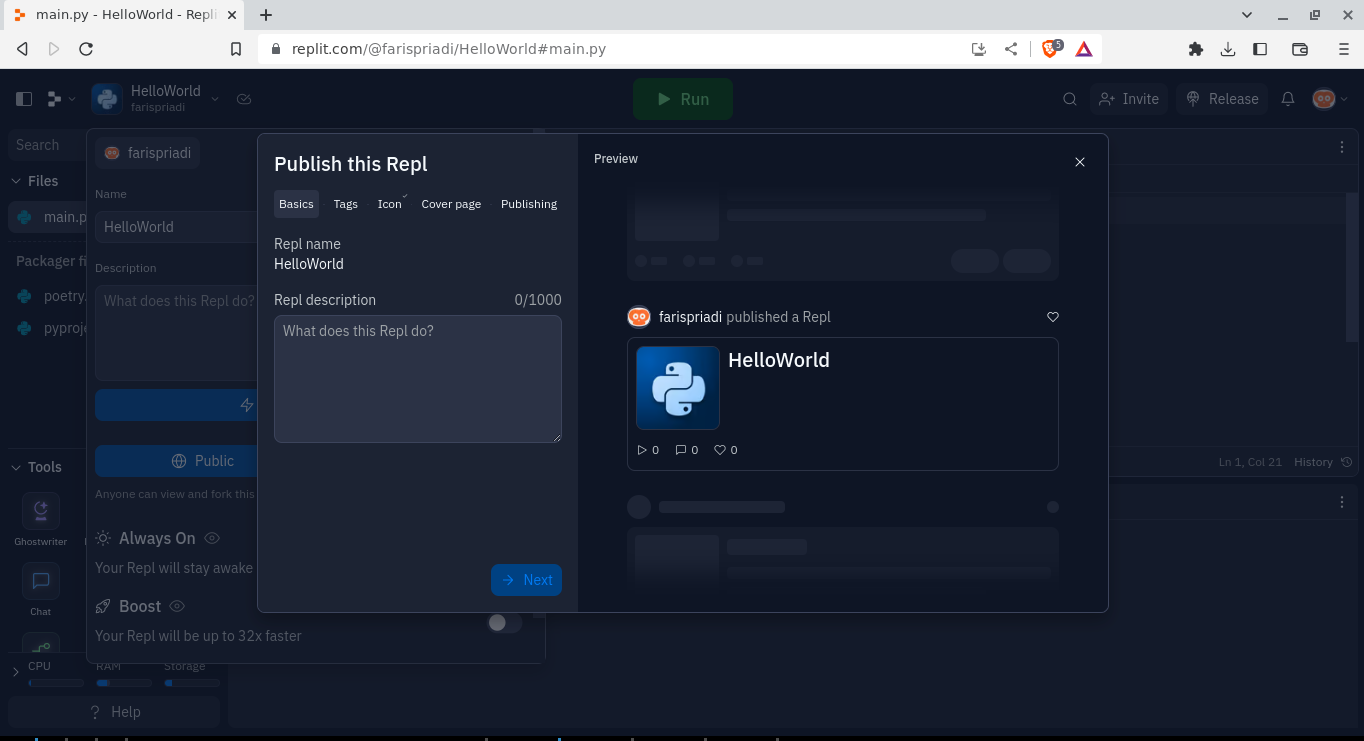 main.py - HelloWorld - Repli
replit.com/@farispriadi/HelloWorld#main.py
5
HelloWorld
farispriadi
Run
Invite
Release
Search
Files
main.p
Packager fi
poetry.
pyproje
Tools
Ghostwriter
Chat
CPU
RAM
Storage
Help
farispriadi
Name
HelloWorld
Description
What does this Repl do?
Public
Anyone can view and fork this
Always On
Your Repl will stay awake
Boost
Your Repl will be up to 32x faster
Publish this Repl
Basics
Tags
Icon
Cover page
Publishing
Repl name
HelloWorld
Repl description
0/1000
What does this Repl do?
Next
Preview
farispriadi published a Repl
HelloWorld
0
0
0
Ln 1, Col 21
History